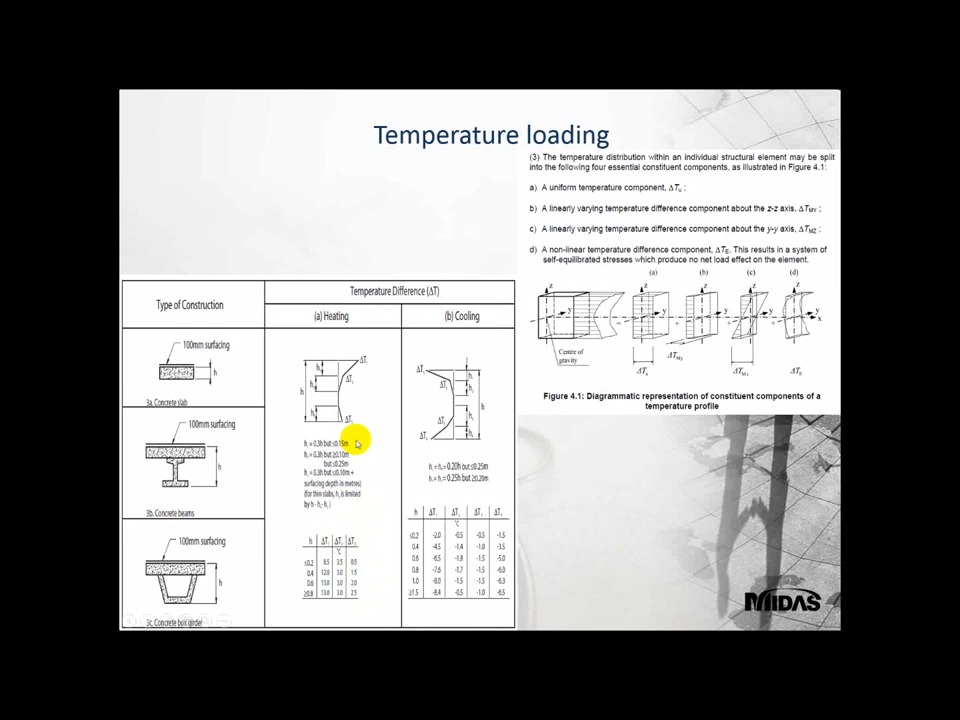 Temperature loading
(3) The temperature distribution within an individual structural element may be split
into the following four essential constituent components, as illustrated in Figure 4.1:
a) A uniform temperature component, ΔTu ;
b) A linearly varying temperature difference component about the z-z axis, ΔTMY ;
c) A linearly varying temperature difference component about the y-y axis, ΔTMZ ;
d) A non-linear temperature difference component, ΔTE. This results in a system of
self-equilibrated stresses which produce no net load effect on the element.
(a) (b) (c) (d)
z z z z z
y y y y y x
= + + +
Centre of
gravity
ΔTu ΔTMy ΔTMz ΔTE
Figure 4.1: Diagrammatic representation of constituent components of a
temperature profile
Type of Construction
Temperature Difference (ΔT)
(a) Heating (b) Cooling
100mm surfacing
h
3a. Concrete slab
100mm surfacing
h
3b. Concrete beams
100mm surfacing
h
3c. Concrete box girder
h1 = 0.3h but ≤0.15m
h2 = 0.3h but ≥0.10m
but ≤0.25m
h3 = 0.3h but ≤0.10m +
surfacing depth in metres)
(for thin slabs, h3 is limited
by h - h1 - h2)
h ΔT1 ΔT2 ΔT3
°C
≤0.2 8.5 3.5 0.5
0.4 12.0 3.0 1.5
0.6 13.0 3.0 2.0
≥0.8 13.0 3.0 2.5
h1 = h4 = 0.20h but ≤0.25m
h2 = h3 = 0.25h but ≥0.20m
h ΔT1 ΔT2 ΔT3 ΔT4
°C
≤0.2 -2.0 -0.5 -0.5 -1.5
0.4 -4.5 -1.4 -1.0 -3.5
0.6 -6.5 -1.8 -1.5 -5.0
0.8 -7.6 -1.7 -1.5 -6.0
1.0 -8.0 -1.5 -1.5 -6.3
≥1.5 -8.4 -0.5 -1.0 -6.5
MIDAS